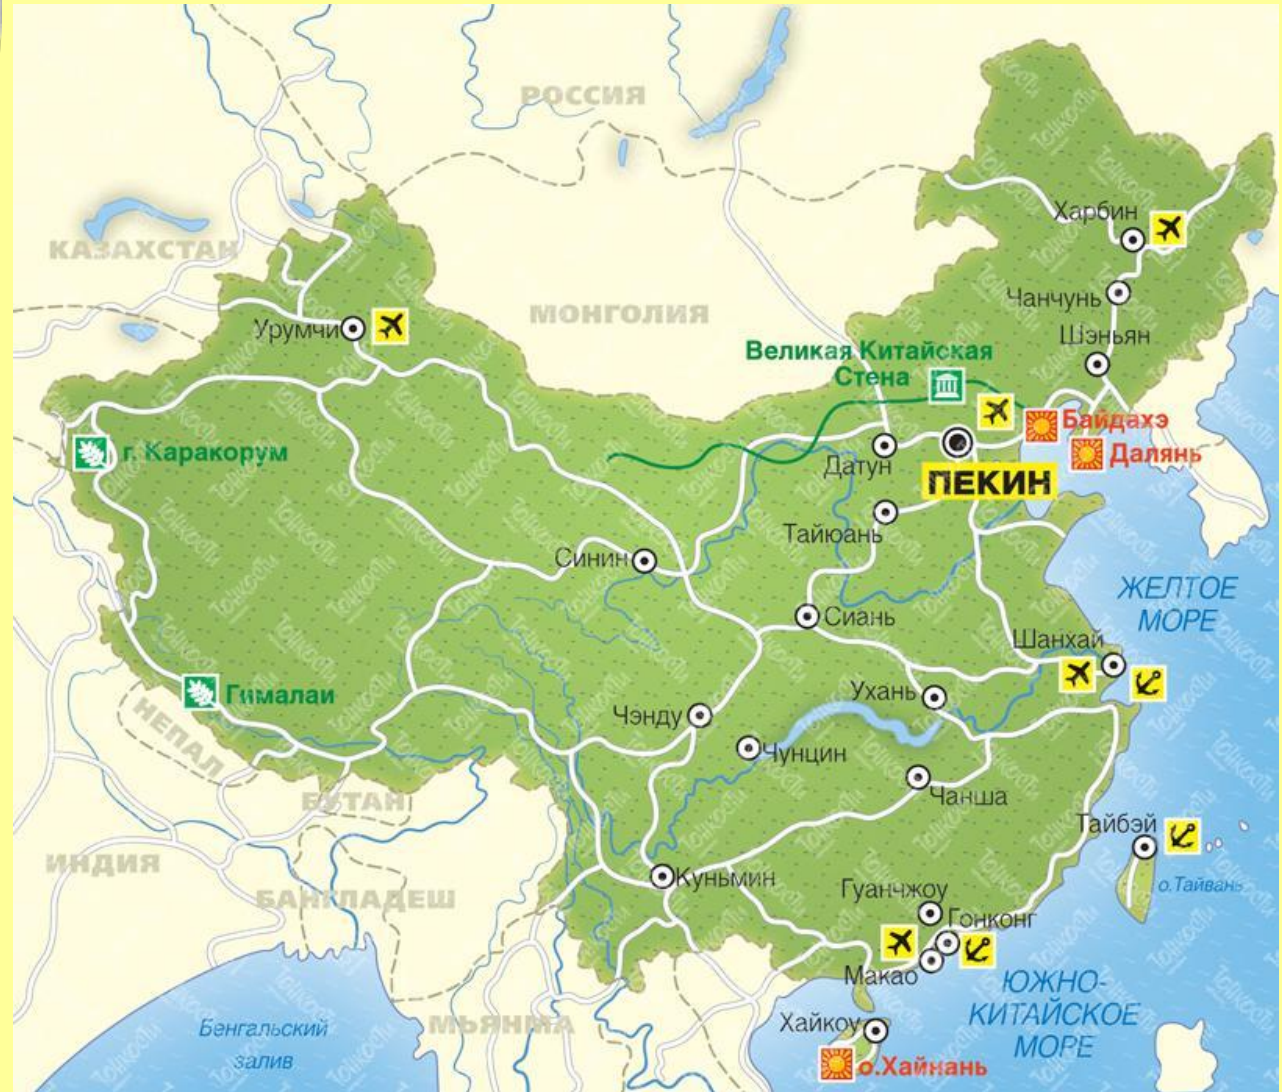 РОССИЯ
КАЗАХСТАН
МОНГОЛИЯ
Харбин
Чанчунь
Шэньян
Урумчи
Великая Китайская
Стена
Байдахэ
Далянь
г. Каракорум
Датун
ПЕКИН
Тайюань
Синин
ЖЕЛТОЕ
МОРЕ
Сиань
Шанхай
Гималаи
Ухань
НЕПАЛ
Чэнду
Чунцин
Чанша
БУТАН
Тайбэй
ИНДИЯ
о.Тайвань
Куньмин
БАНГЛАДЕШ
Гуанчжоу
Гонконг
Макао
ЮЖНО-
КИТАЙСКОЕ
МОРЕ
Бенгальский
залив
МЬЯНМА
Хайкоу
о.Хайнань